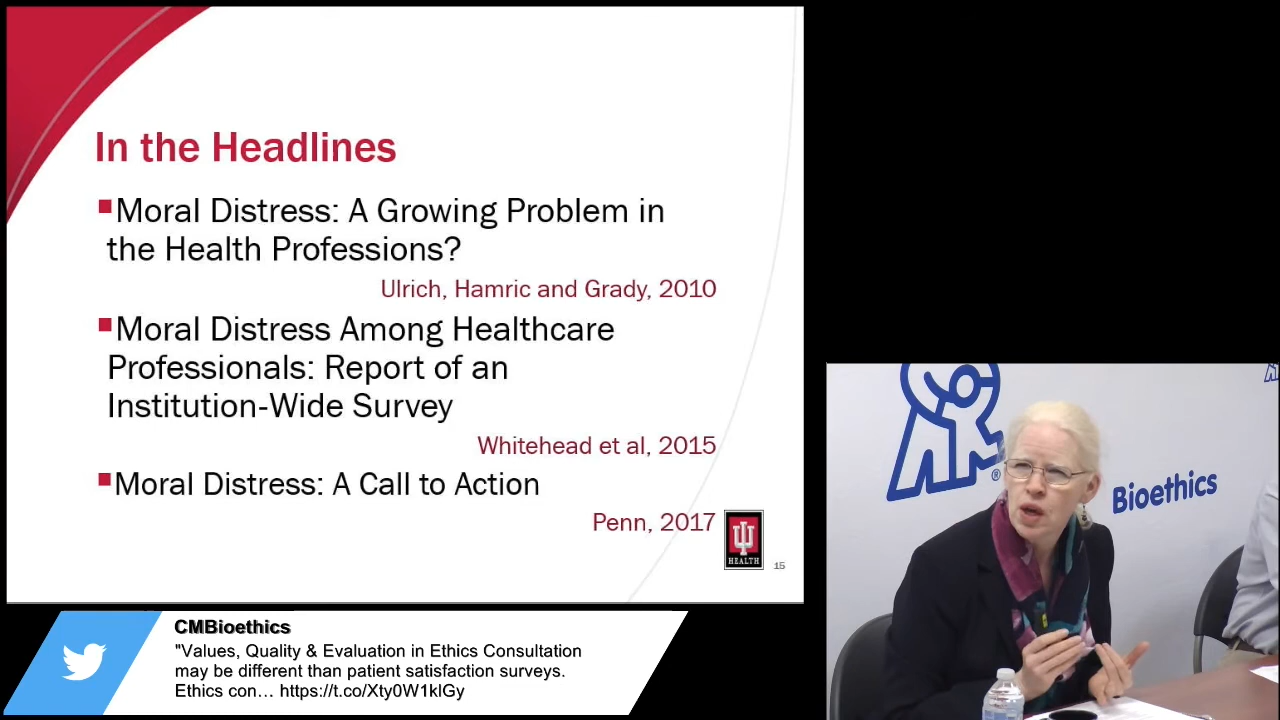 In the Headlines
Moral Distress: A Growing Problem in
the Health Professions?
Ulrich, Hamric and Grady, 2010
Moral Distress Among Healthcare
Professionals: Report of an
Institution-Wide Survey
Whitehead et al, 2015
Moral Distress: A Call to Action
Penn, 2017
HEALTH
15
CMBioethics
"Values, Quality & Evaluation in Ethics Consultation
may be different than patient satisfaction surveys.
Ethics con… https://t.co/Xty0W1klGy
®
Bioethics